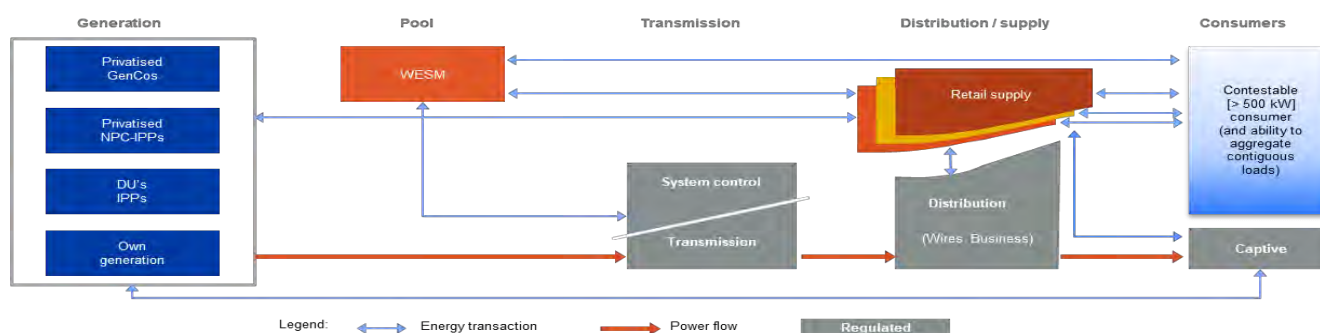 Generation
Pool
Transmission
Distribution / supply
Consumers
Privatised
GenCos
Privatised
NPC-IPPs
DU's
IPPs
Own
generation
WESM
System control
Transmission
Retail supply
Distribution
(Wires Business)
Contestable
[> 500 kW]
consumer
(and ability to
aggregate
contiguous
loads)
Captive
Legend:
Energy transaction
Power flow
Regulated